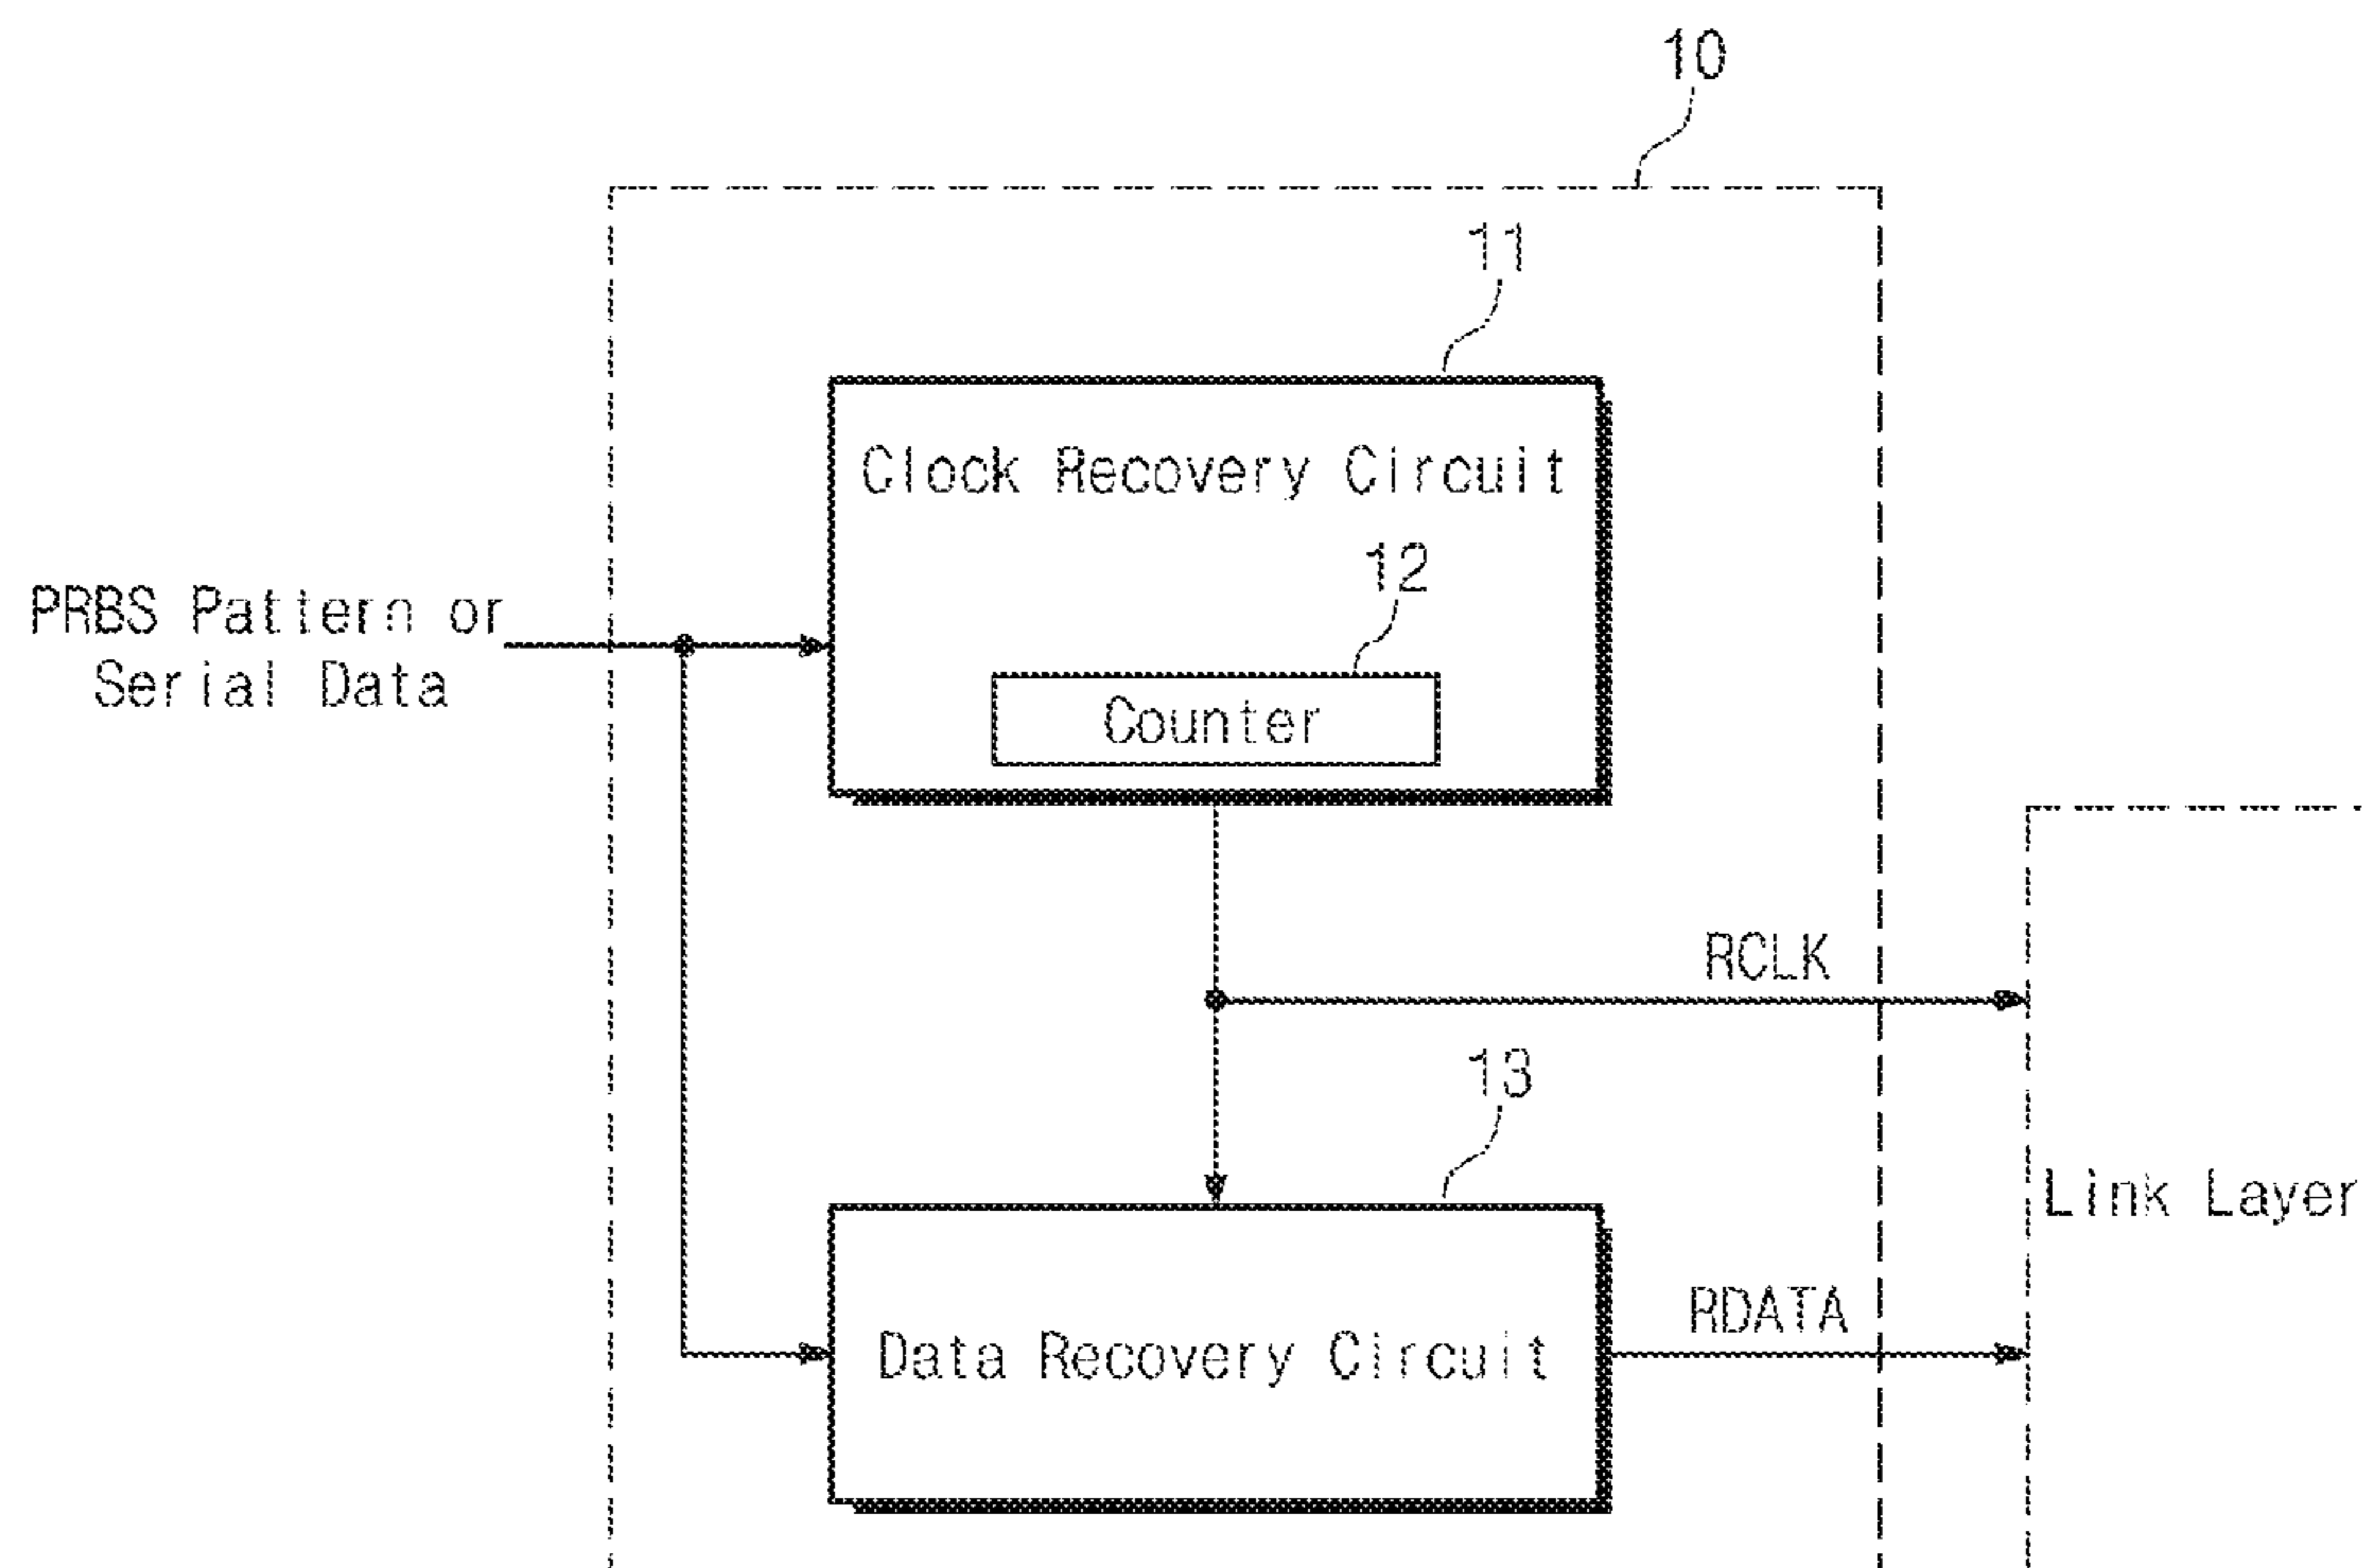 10
11
Clock Recovery Circuit
12
PRBS Pattern or
Serial Data
Counter
RCLK
13
Link Layer
RDATA
Data Recovery Circuit